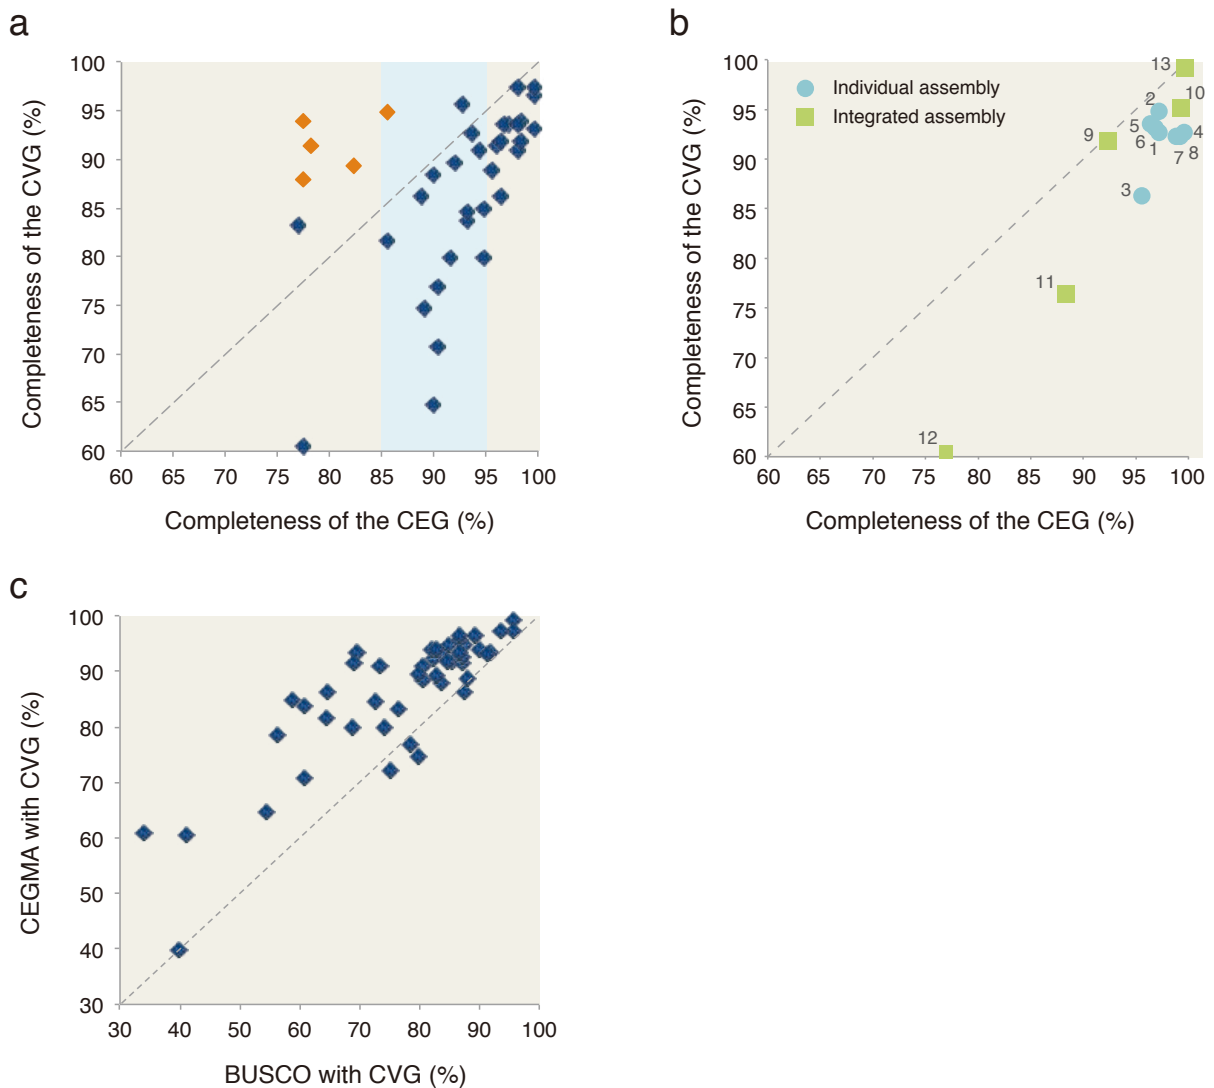 a
Completeness of the CVG (%)
100
95
90
85
80
75
70
65
60
60 65 70 75 80 85 90 95 100
Completeness of the CEG (%)
b
Completeness of the CVG (%)
100
95
90
85
80
75
70
65
60
Individual assembly
Integrated assembly
13
10
2
5
9
6
1
4
7
8
3
11
12
60 65 70 75 80 85 90 95 100
Completeness of the CEG (%)
c
CEGMA with CVG (%)
100
90
80
70
60
50
40
30
30 40 50 60 70 80 90 100
BUSCO with CVG (%)